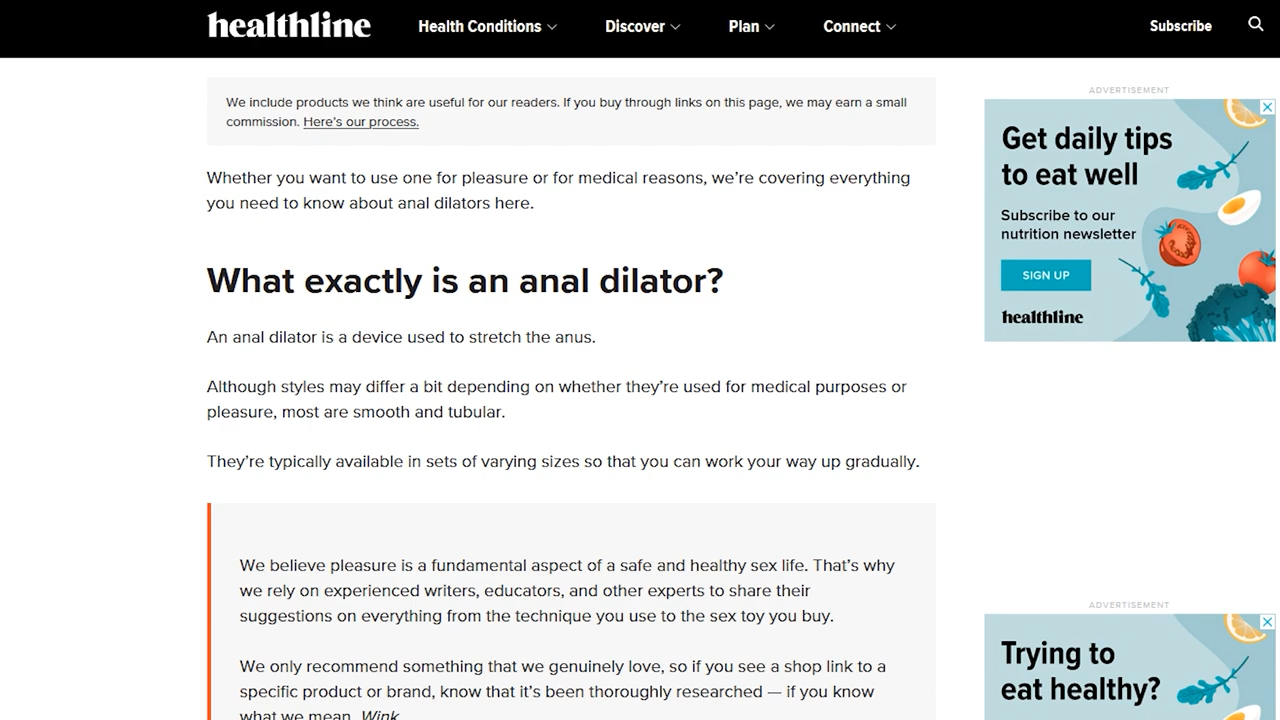 healthline
Health Conditions
Discover
Plan
Connect
Subscribe
We include products we think are useful for our readers. If you buy through links on this page, we may earn a small
commission. Here's our process.
Whether you want to use one for pleasure or for medical reasons, we're covering everything
you need to know about anal dilators here.
What exactly is an anal dilator?
An anal dilator is a device used to stretch the anus.
Although styles may differ a bit depending on whether they're used for medical purposes or
pleasure, most are smooth and tubular.
They're typically available in sets of varying sizes so that you can work your way up gradually.
We believe pleasure is a fundamental aspect of a safe and healthy sex life. That's why
we rely on experienced writers, educators, and other experts to share their
suggestions on everything from the technique you use to the sex toy you buy.
We only recommend something that we genuinely love, so if you see a shop link to a
specific product or brand, know that it's been thoroughly researched — if you know
what we mean. Wink.
ADVERTISEMENT
Get daily tips
to eat well
Subscribe to our
nutrition newsletter
SIGN UP
healthline
ADVERTISEMENT
Trying to
eat healthy?